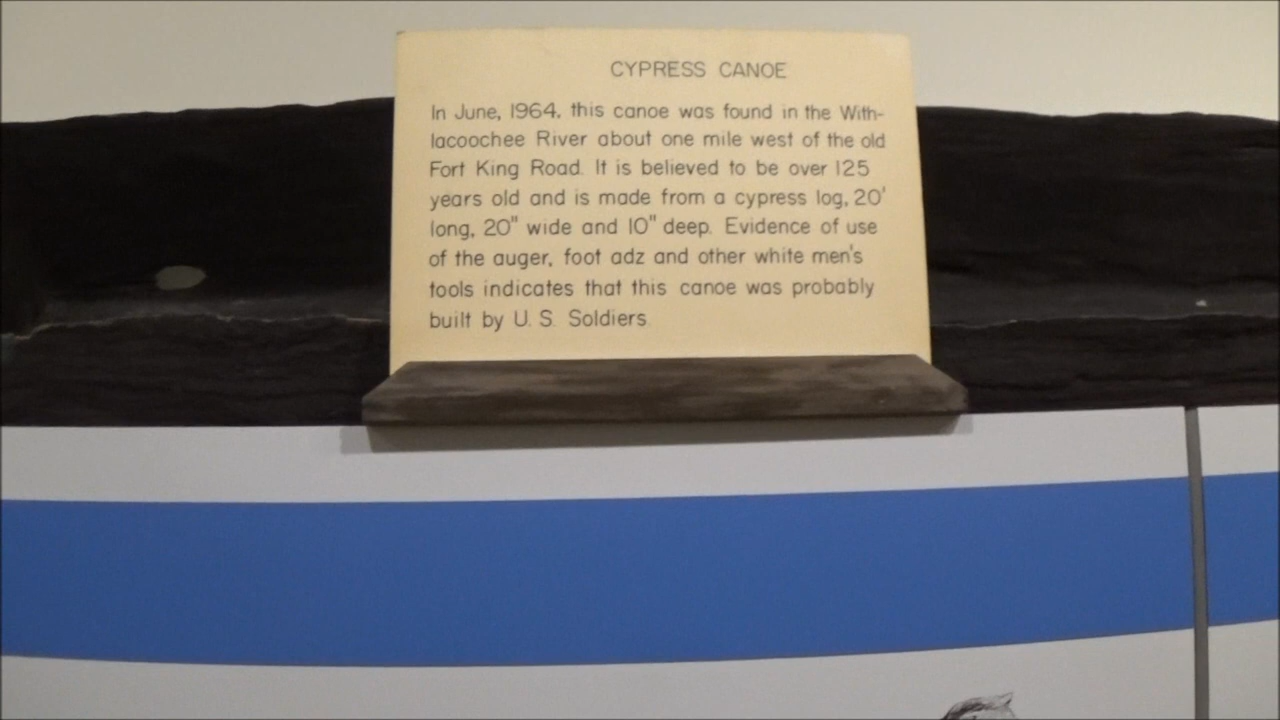 CYPRESS CANOE
In June, 1964, this canoe was found in the With-
lacoochee River about one mile west of the old
Fort King Road. It is believed to be over 125
years old and is made from a cypress log, 20'
long, 20" wide and 10" deep. Evidence of use
of the auger, foot adz and other white men's
tools indicates that this canoe was probably
built by U. S. Soldiers.